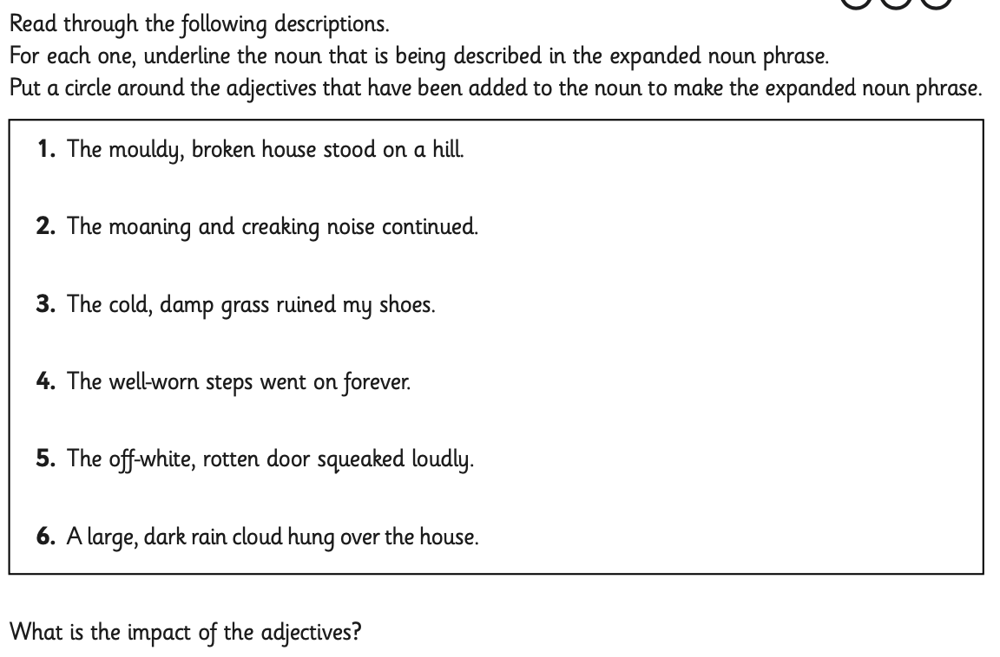 Read through the following descriptions.
For each one, underline the noun that is being described in the expanded noun phrase.
Put a circle around the adjectives that have been added to the noun to make the expanded noun phrase.
1. The mouldy, broken house stood on a hill.
2. The moaning and creaking noise continued.
3. The cold, damp grass ruined my shoes.
4. The well-worn steps went on forever.
5. The off-white, rotten door squeaked loudly.
6. A large, dark rain cloud hung over the house.
What is the impact of the adjectives?